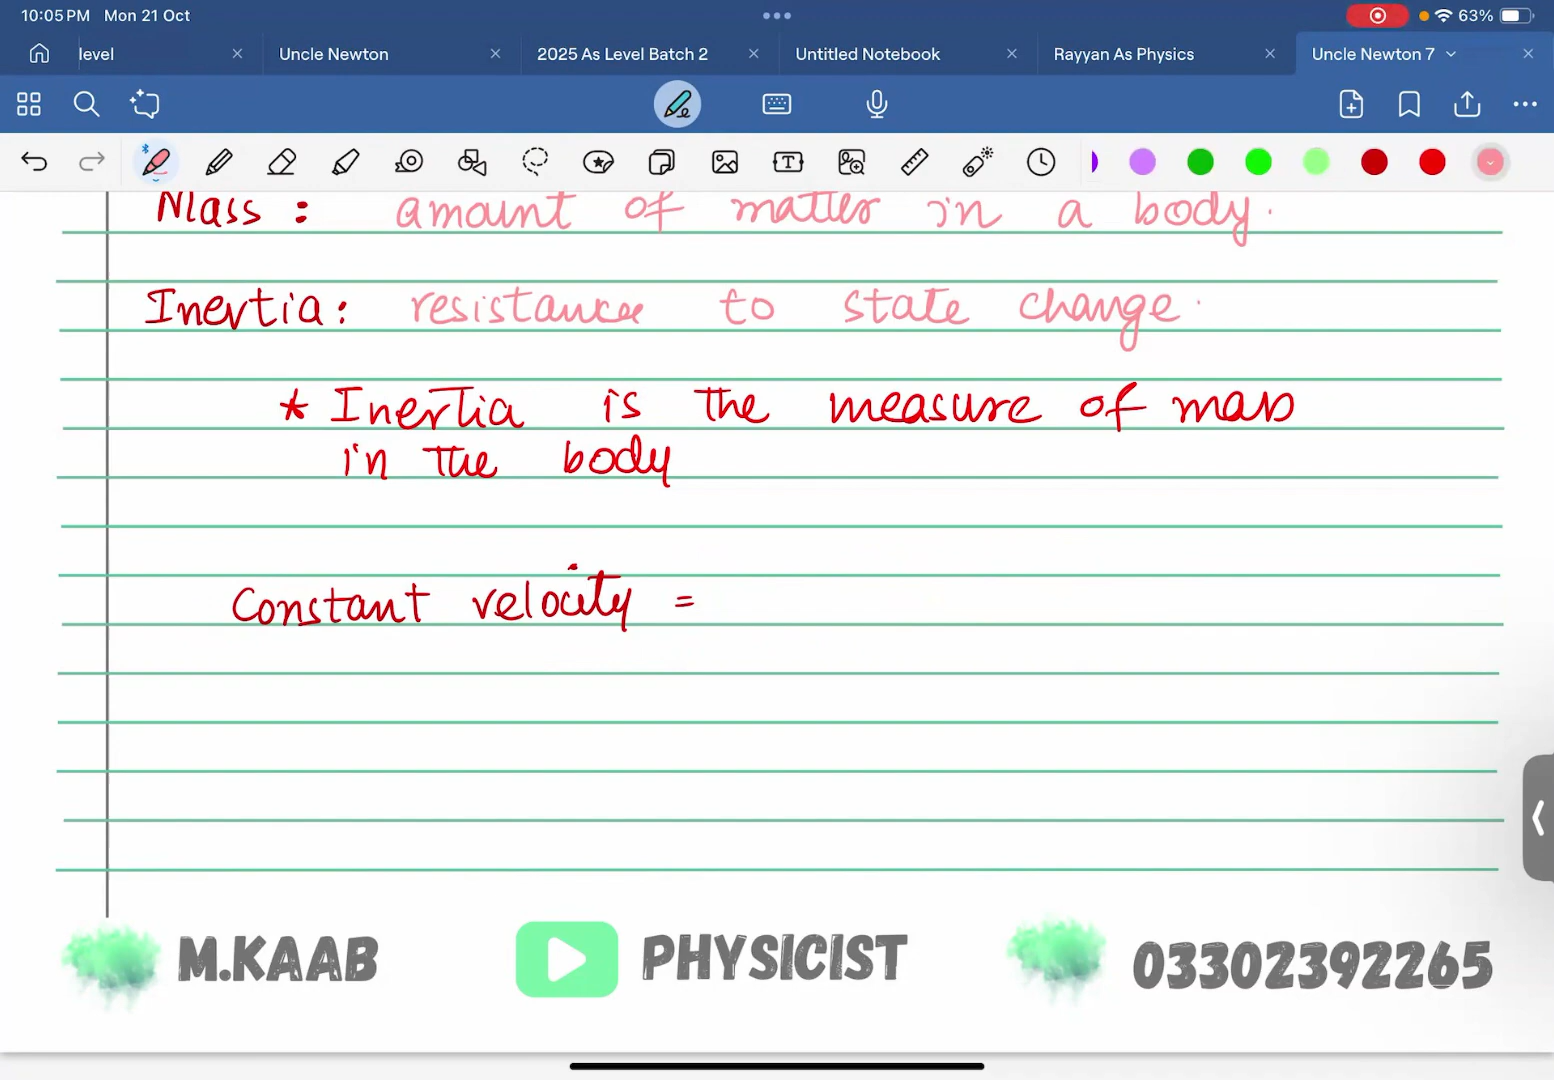 10:05 PM Mon 21 Oct
63%
level
Uncle Newton
2025 As Level Batch 2
Untitled Notebook
Rayyan As Physics
Uncle Newton 7
Mass : amount of matter in a body.
Inertia: resistance to state change.
* Inertia is the measure of mass
in the body
Constant velocity =
M.KAAB
PHYSICIST
03302392265